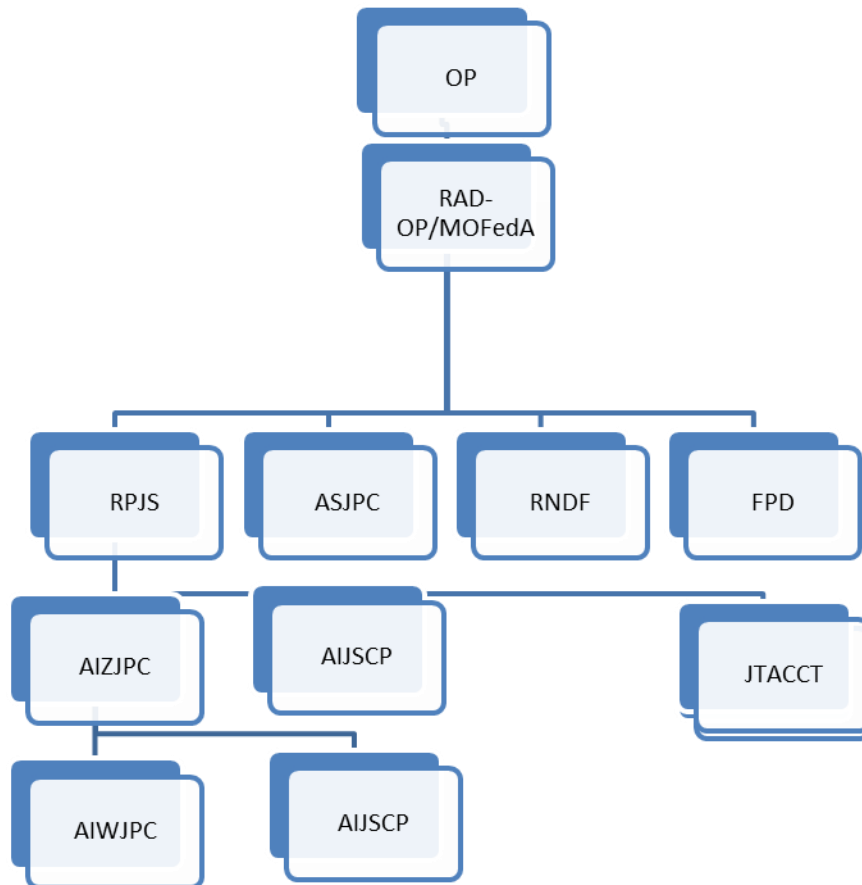 OP
RAD-
OP/MOFedA
RPJS
ASJPC
RNDF
FPD
AIZJPC
AIJSCP
JTACCT
AIWJPC
AIJSCP